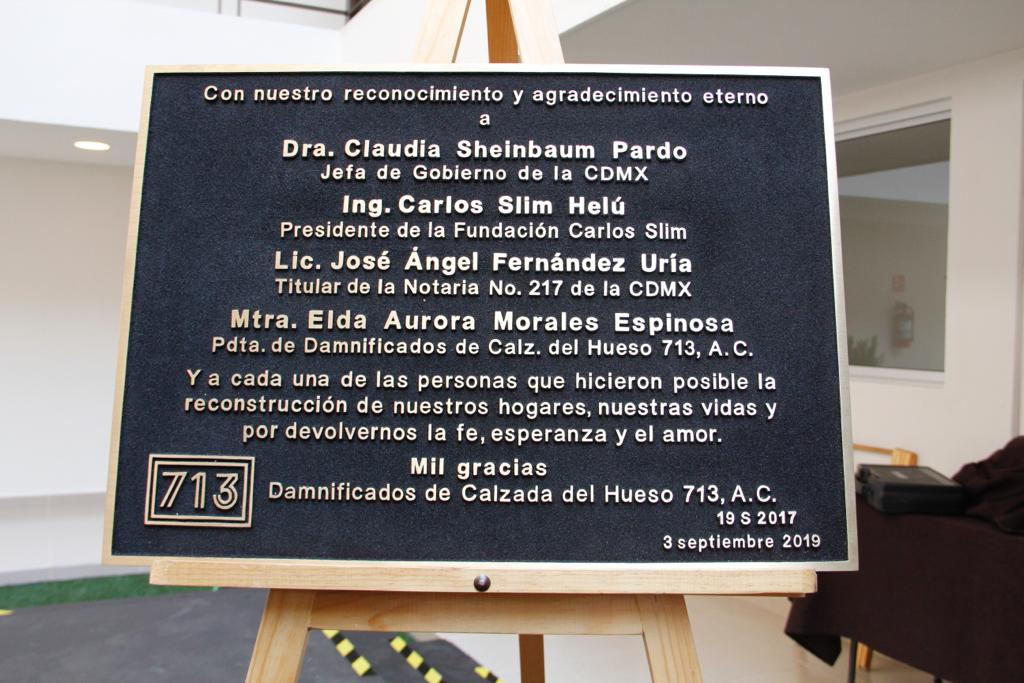 Con nuestro reconocimiento y agradecimiento eterno
a
Dra. Claudia Sheinbaum Pardo
Jefa de Gobierno de la CDMX
Ing. Carlos Slim Helú
Presidente de la Fundación Carlos Slim
Lic. José Ángel Fernández Uría
Titular de la Notaria No. 217 de la CDMX
Mtra. Elda Aurora Morales Espinosa
Pdta. de Damnificados de Calz. del Hueso 713, A.C.
Y a cada una de las personas que hicieron posible la
reconstrucción de nuestros hogares, nuestras vidas y
por devolvernos la fe, esperanza y el amor.
Mil gracias
713
Damnificados de Calzada del Hueso 713, A.C.
19 S 2017
3 septiembre 2019